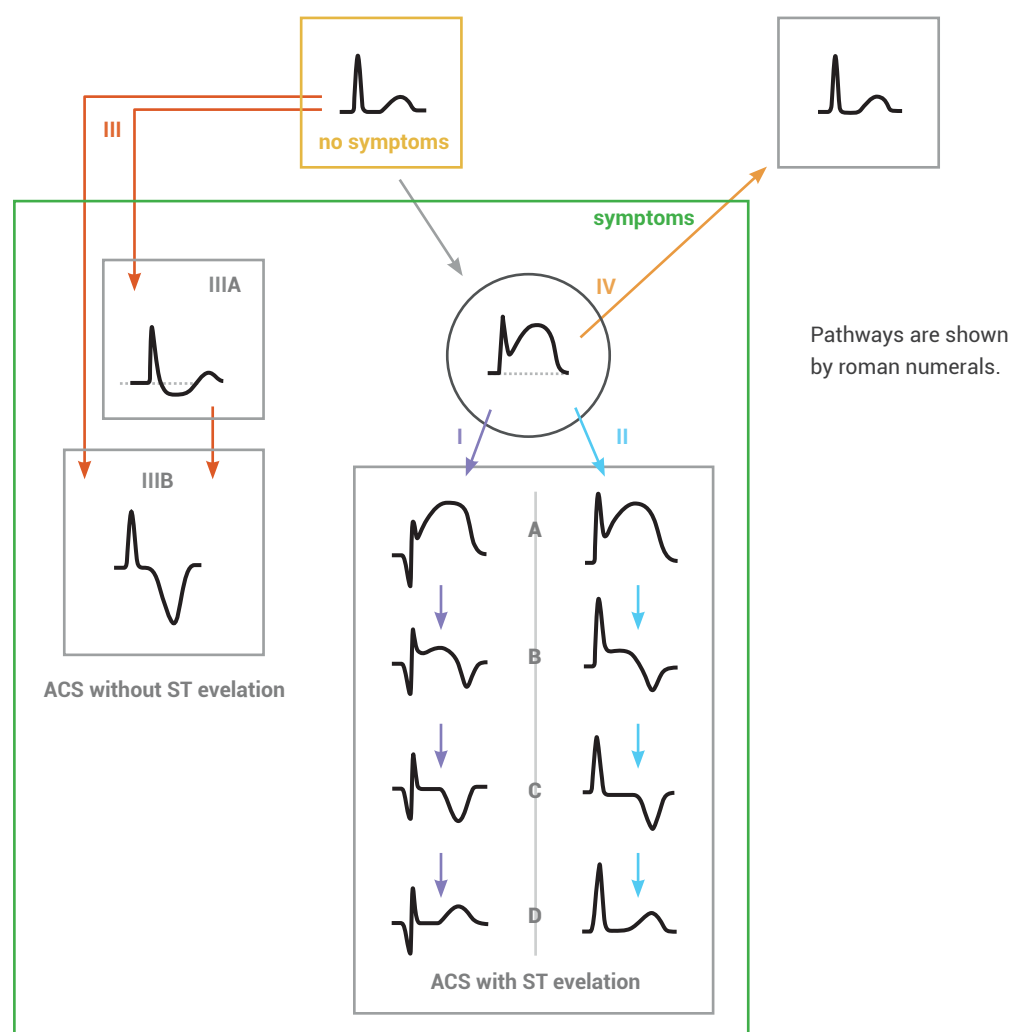 no symptoms
III
symptoms
IIIA
IV
Pathways are shown
by roman numerals.
I
II
IIIB
A
B
ACS without ST evelation
C
D
ACS with ST evelation